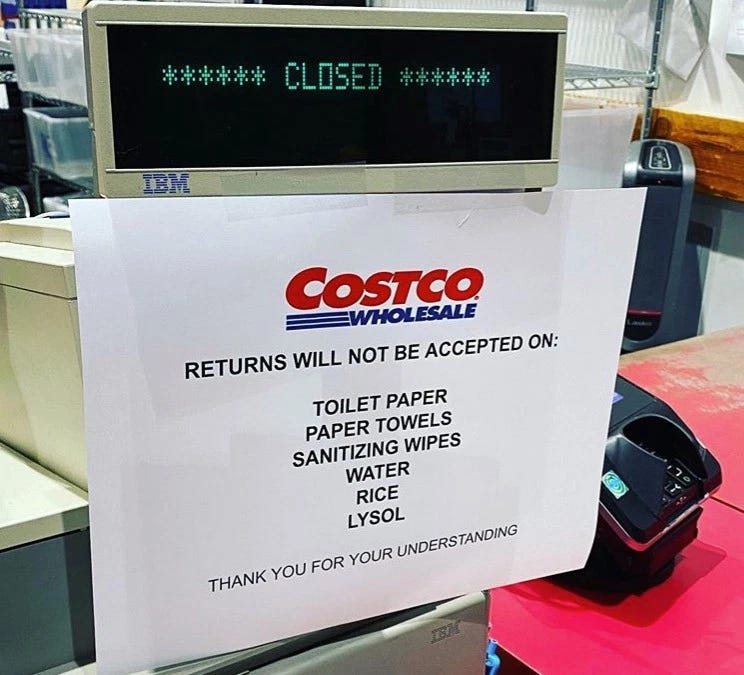 ****** CLOSED ******
IBM
COSTCO
WHOLESALE
RETURNS WILL NOT BE ACCEPTED ON:
TOILET PAPER
PAPER TOWELS
SANITIZING WIPES
WATER
RICE
LYSOL
THANK YOU FOR YOUR UNDERSTANDING
IBM
Lasko